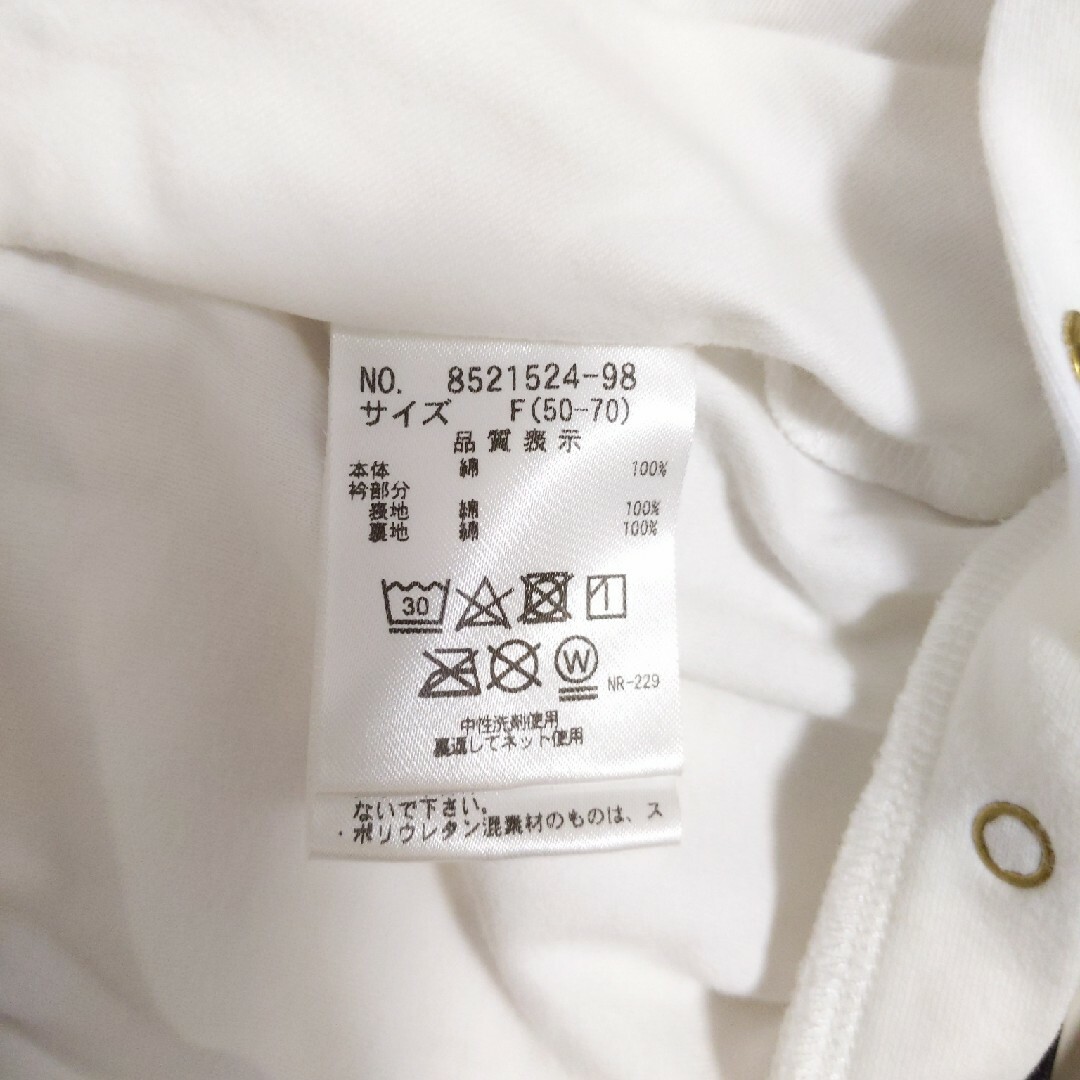 NO. 8521524-98
サイズ F(50-70)
品質表示
本体 綿 100%
衿部分
表地 綿 100%
裏地 綿 100%
30
W NR-229
中性洗剤使用
裏返してネット使用
ないで下さい。
・ポリウレタン混素材のものは、ス